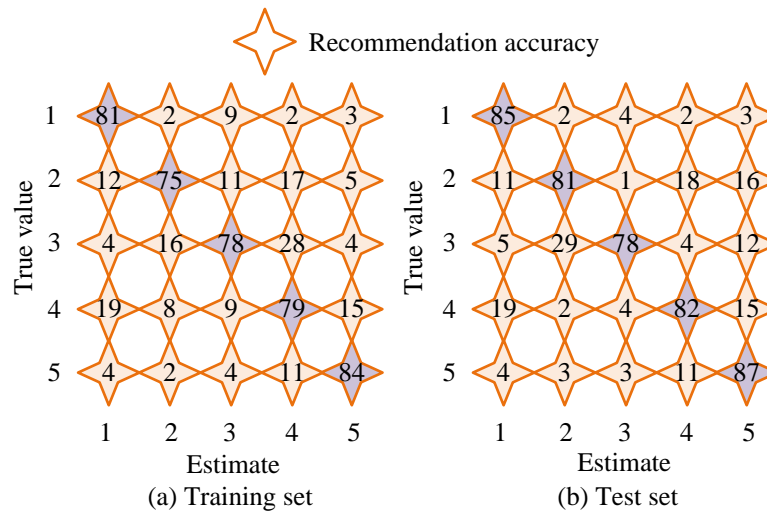 Recommendation accuracy
True value
1 81 2 9 2 3
2 12 75 11 17 5
3 4 16 78 28 4
4 19 8 9 79 15
5 4 2 4 11 84
1 2 3 4 5
Estimate
(a) Training set
True value
1 85 2 4 2 3
2 11 81 1 18 16
3 5 29 78 4 12
4 19 2 4 82 15
5 4 3 3 11 87
1 2 3 4 5
Estimate
(b) Test set